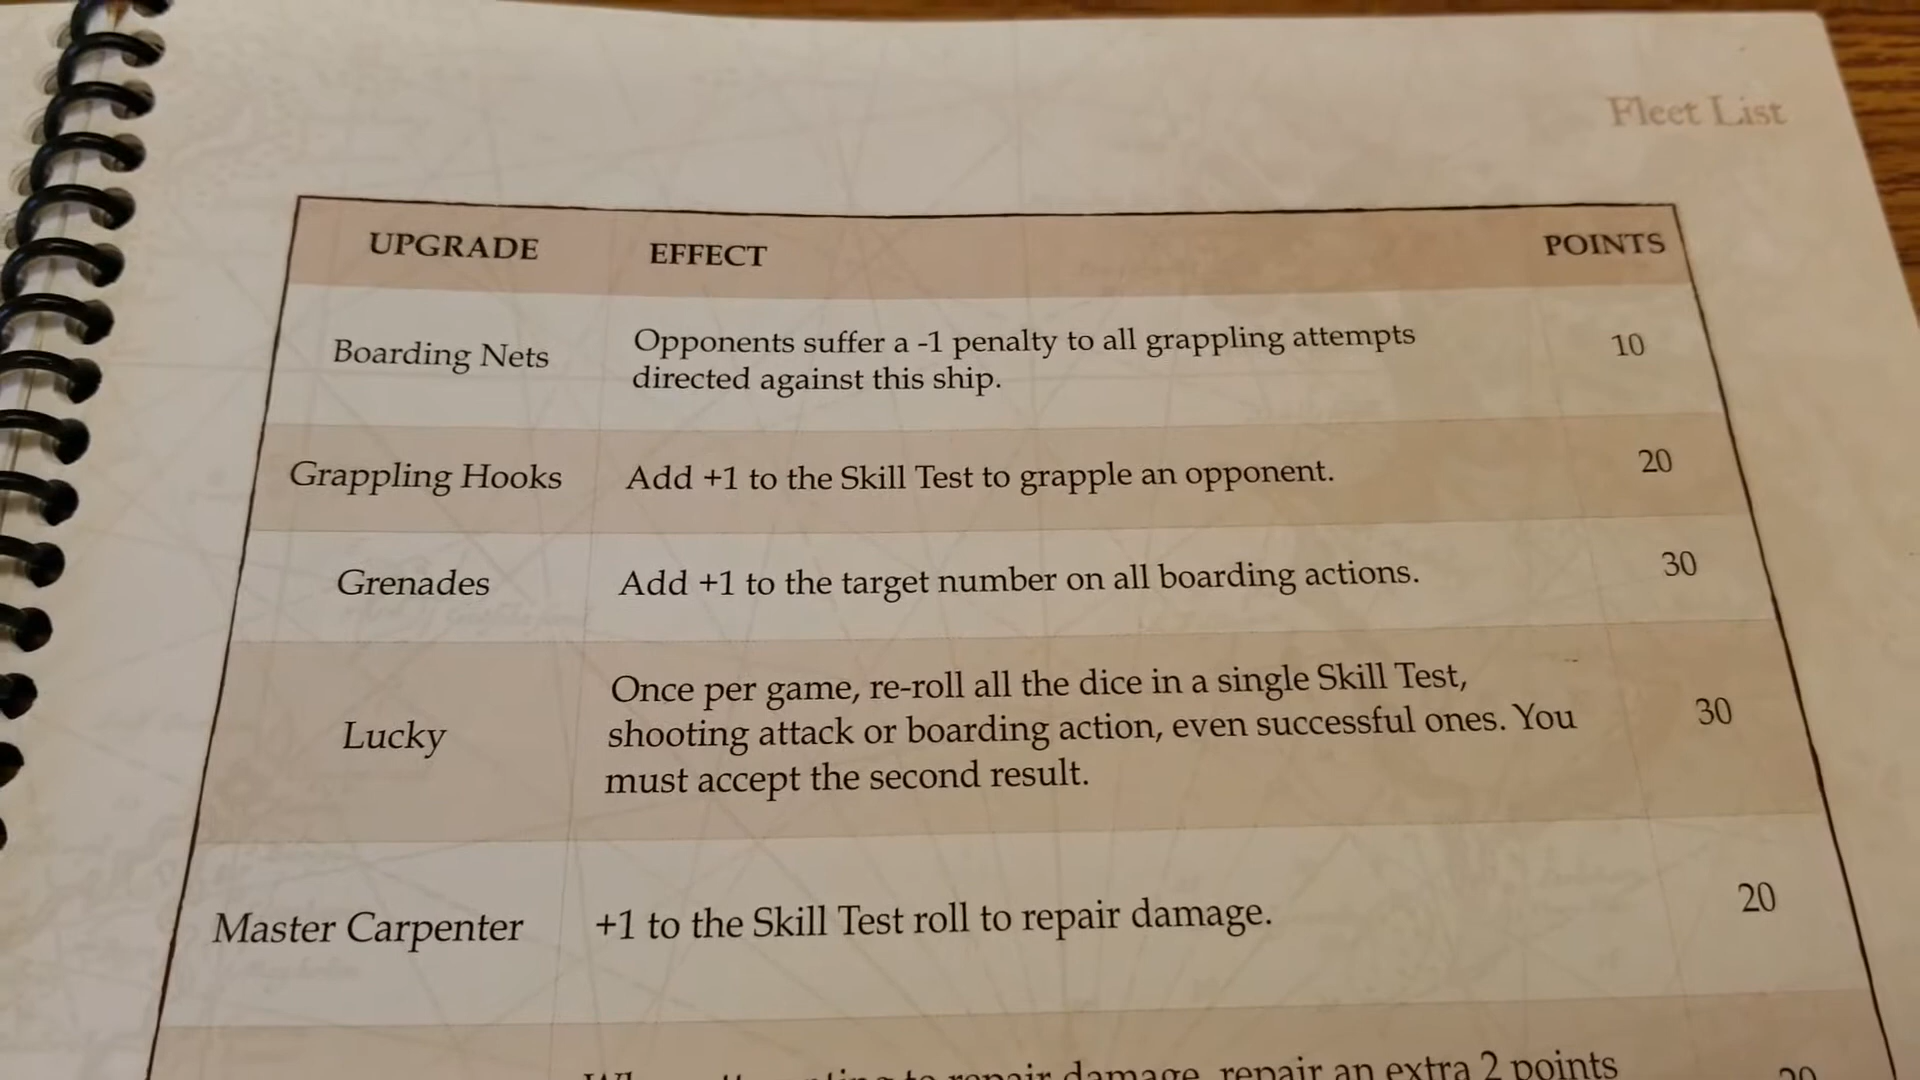 Fleet List
UPGRADE EFFECT POINTS
Boarding Nets Opponents suffer a -1 penalty to all grappling attempts 10
directed against this ship.
Grappling Hooks Add +1 to the Skill Test to grapple an opponent. 20
Grenades Add +1 to the target number on all boarding actions. 30
Once per game, re-roll all the dice in a single Skill Test,
Lucky shooting attack or boarding action, even successful ones. You 30
must accept the second result.
Master Carpenter +1 to the Skill Test roll to repair damage. 20
to repair damage, repair an extra 2 points